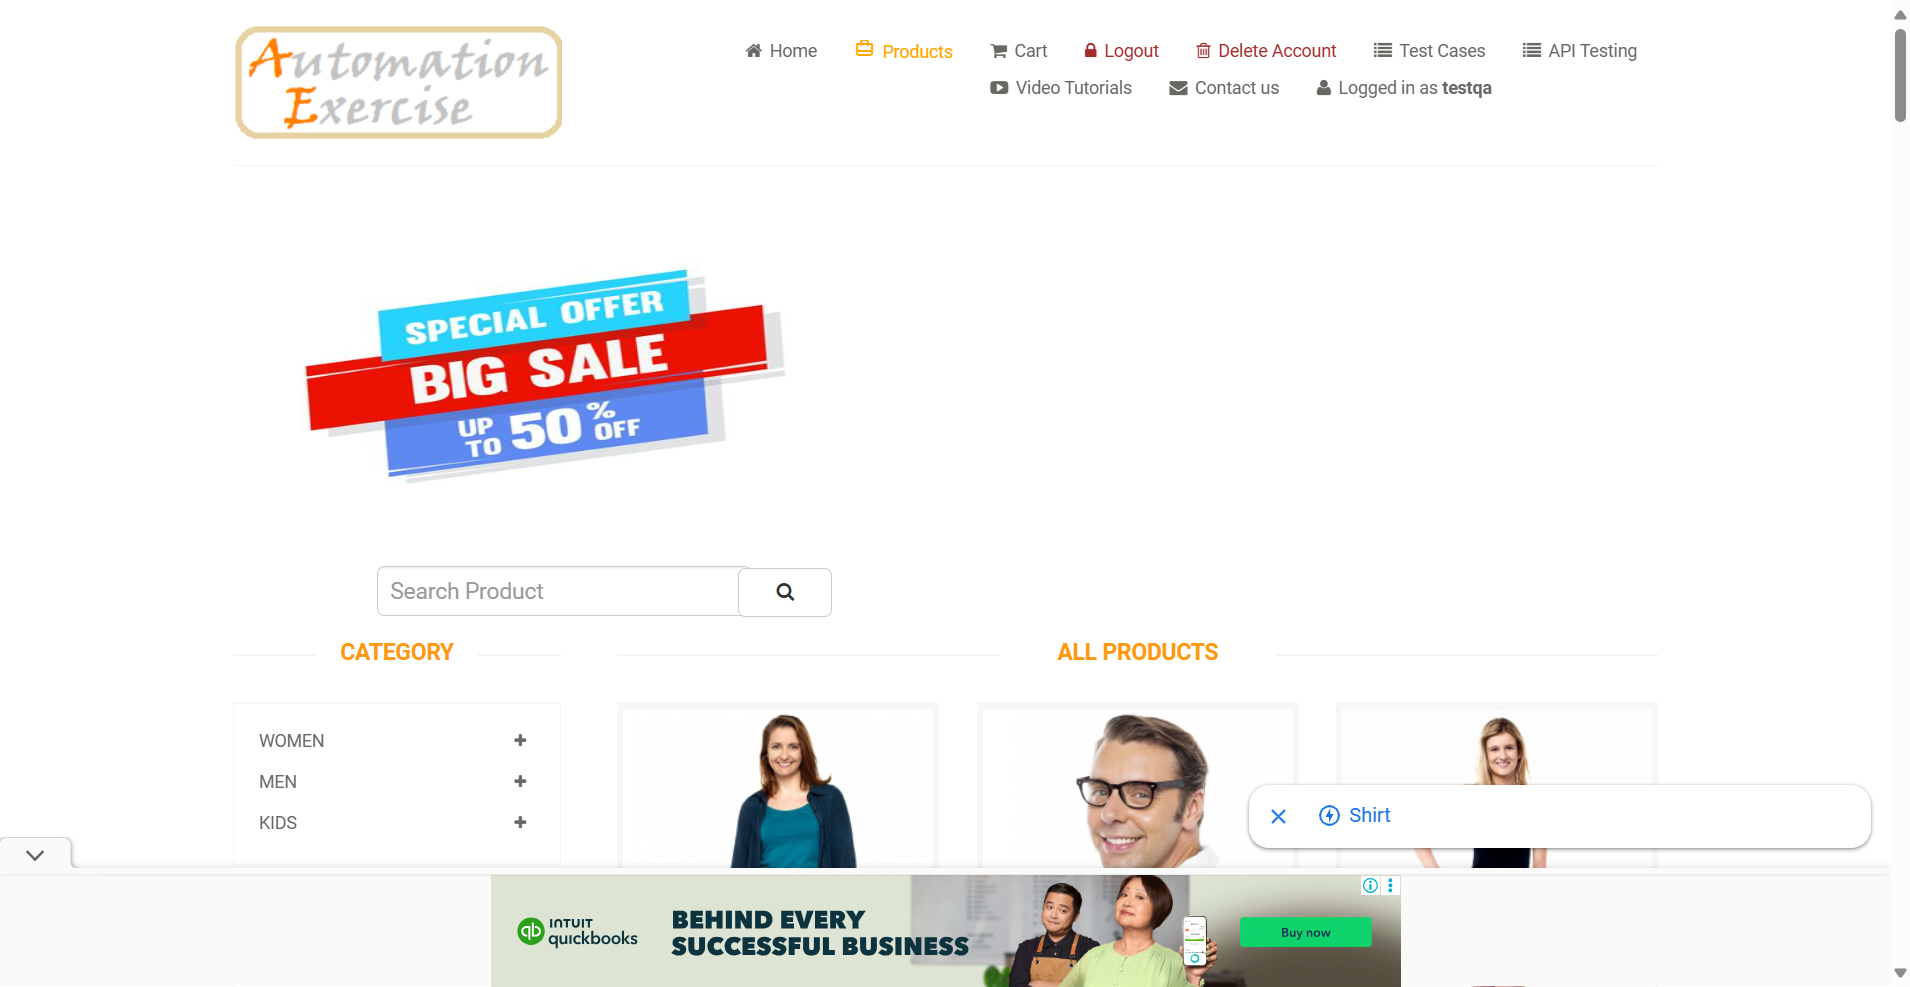 Automation
Exercise
Home
Products
Cart
Logout
Delete Account
Test Cases
API Testing
Video Tutorials
Contact us
Logged in as testqa
SPECIAL OFFER
BIG SALE
UP TO 50% OFF
Search Product
CATEGORY
ALL PRODUCTS
WOMEN
MEN
KIDS
Shirt
qb INTUIT
quickbooks
BEHIND EVERY
SUCCESSFUL BUSINESS
Buy now